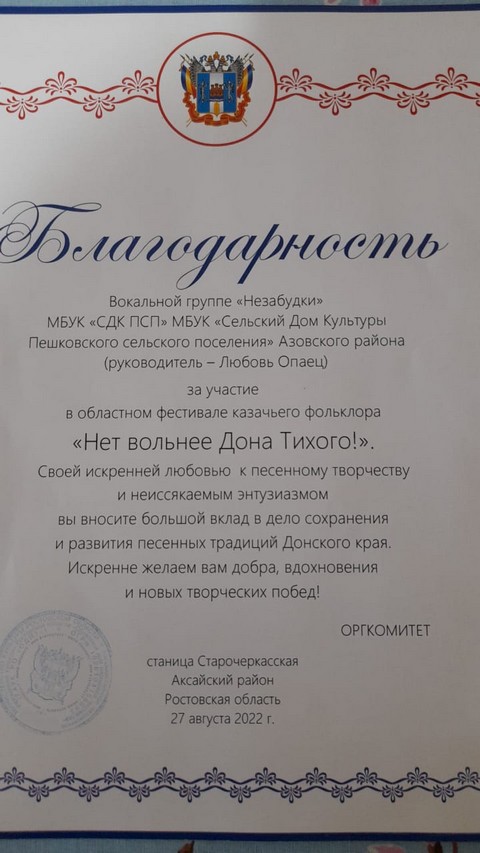 Благодарность
Вокальной группе «Незабудки»
МБУК «СДК ПСП» МБУК «Сельский Дом Культуры
Пешковского сельского поселения» Азовского района
(руководитель – Любовь Опаец)
за участие
в областном фестивале казачьего фольклора
«Нет вольнее Дона Тихого!».
Своей искренней любовью к песенному творчеству
и неиссякаемым энтузиазмом
вы вносите большой вклад в дело сохранения
и развития песенных традиций Донского края.
Искренне желаем вам добра, вдохновения
и новых творческих побед!
ОРГКОМИТЕТ
станица Старочеркасская
Аксайский район
Ростовская область
27 августа 2022 г.